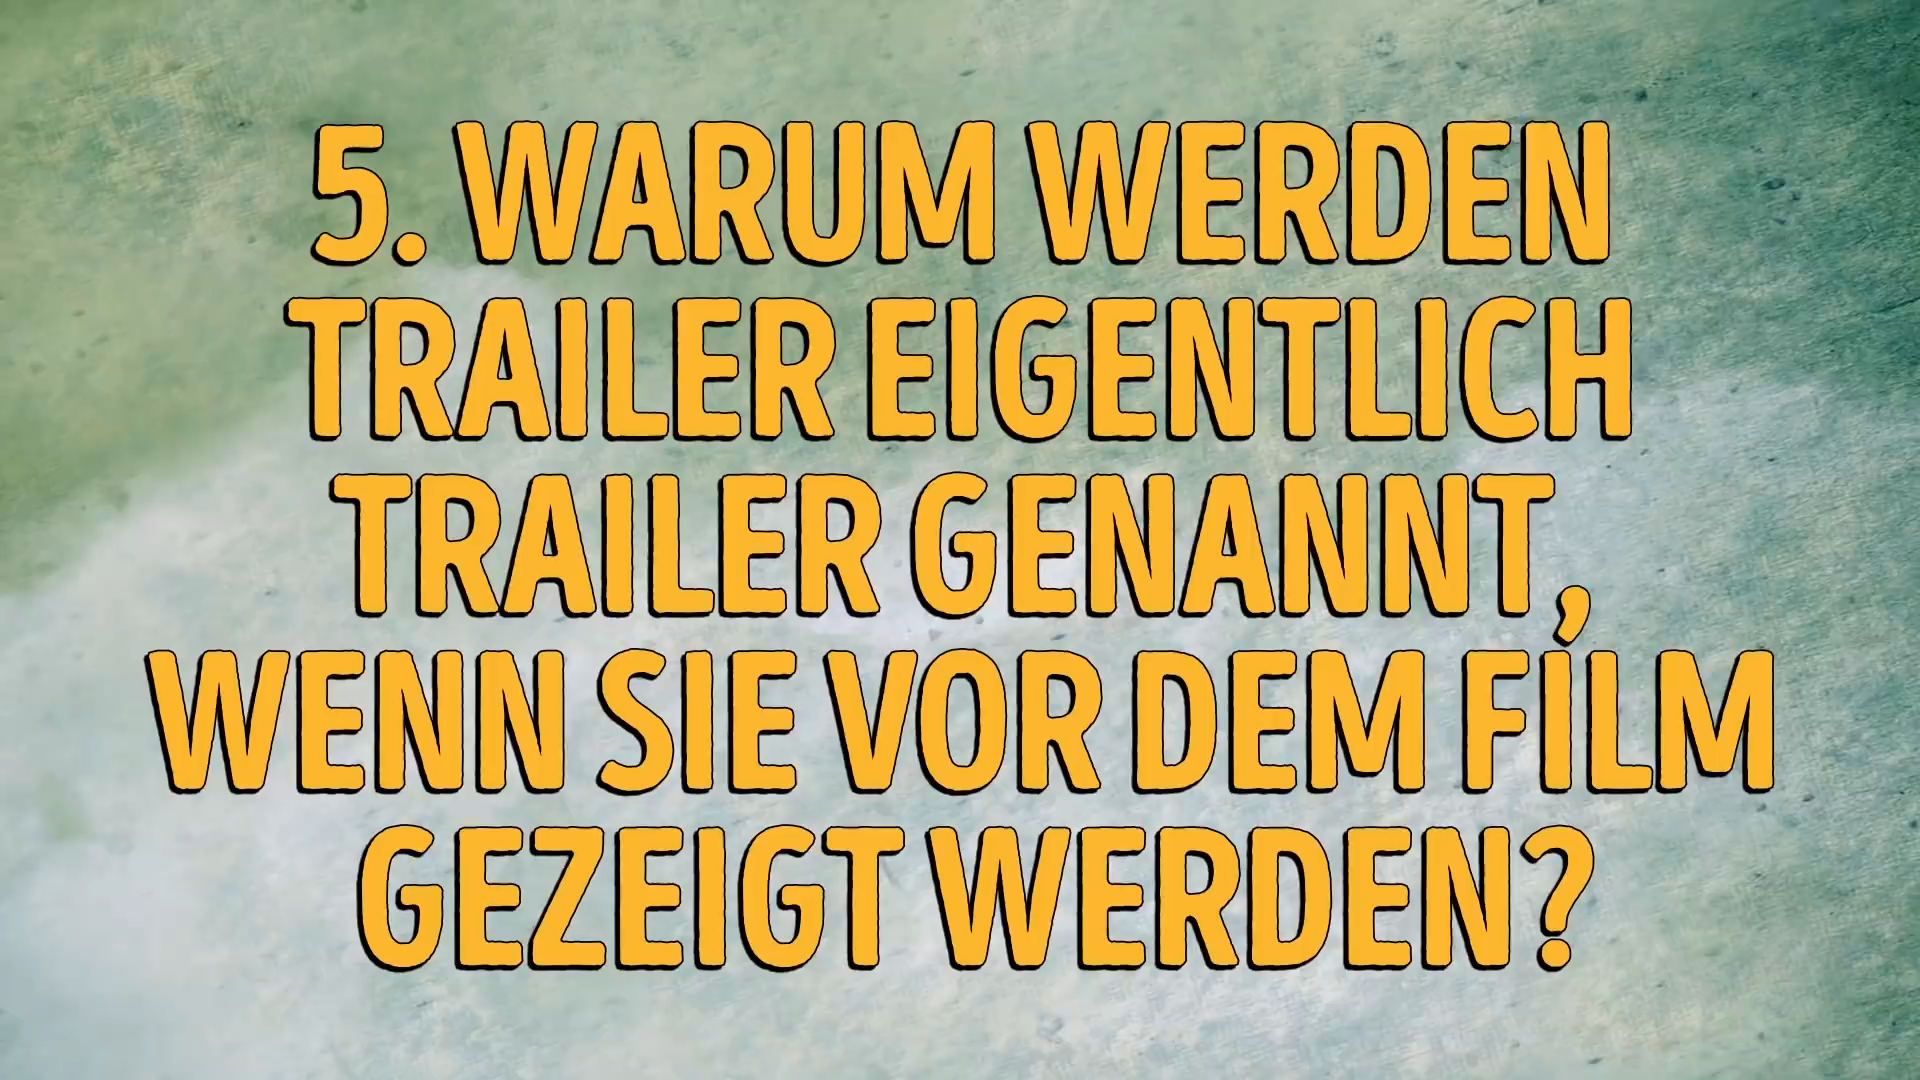 5. WARUM WERDEN
TRAILER EIGENTLICH
TRAILER GENANNT,
WENN SIE VOR DEM FILM
GEZEIGT WERDEN?